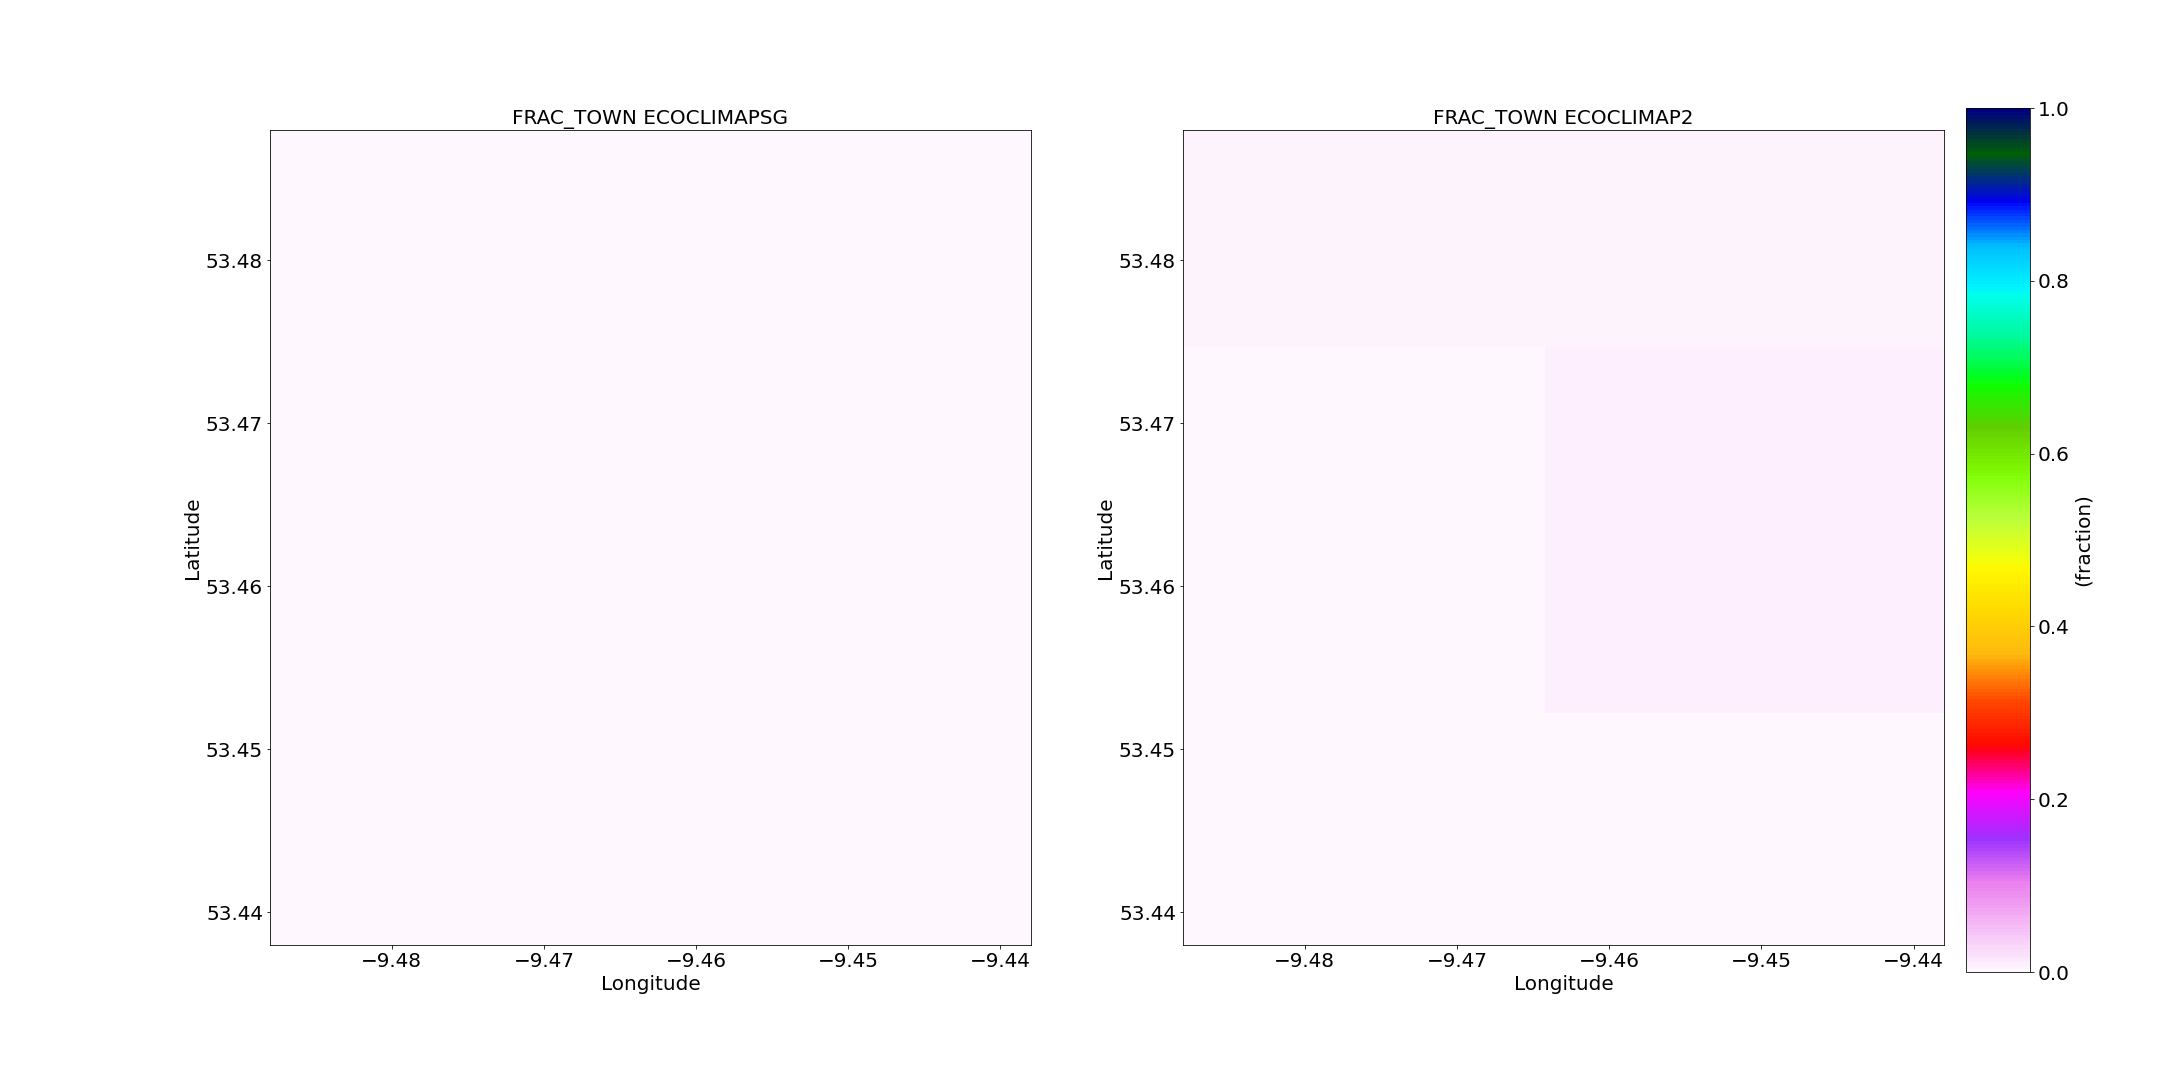 FRAC_TOWN ECOCLIMAPSG
53.48
53.47
53.46
53.45
53.44
Latitude
−9.48 −9.47 −9.46 −9.45 −9.44
Longitude
FRAC_TOWN ECOCLIMAP2
53.48
53.47
53.46
53.45
53.44
Latitude
−9.48 −9.47 −9.46 −9.45 −9.44
Longitude
1.0
0.8
0.6
0.4
0.2
0.0
(fraction)